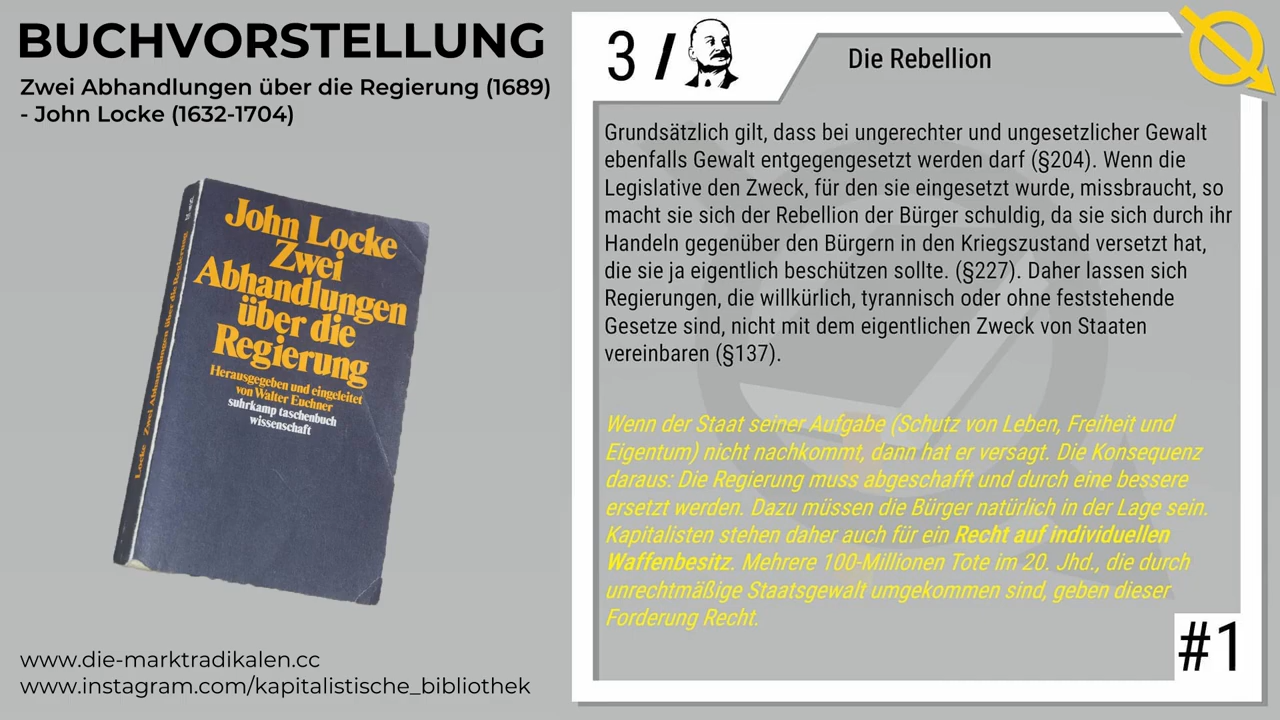 BUCHVORSTELLUNG
Zwei Abhandlungen über die Regierung (1689)
- John Locke (1632-1704)
John Locke
Zwei
Abhandlungen
über die
Regierung
Herausgegeben und eingeleitet
von Walter Euchner
suhrkamp taschenbuch
wissenschaft
Locke Zwei Abhandlungen über die Regierung
www.die-marktradikalen.cc
www.instagram.com/kapitalistische_bibliothek
3 /
Die Rebellion
Grundsätzlich gilt, dass bei ungerechter und ungesetzlicher Gewalt
ebenfalls Gewalt entgegengesetzt werden darf (§204). Wenn die
Legislative den Zweck, für den sie eingesetzt wurde, missbraucht, so
macht sie sich der Rebellion der Bürger schuldig, da sie sich durch ihr
Handeln gegenüber den Bürgern in den Kriegszustand versetzt hat,
die sie ja eigentlich beschützen sollte. (§227). Daher lassen sich
Regierungen, die willkürlich, tyrannisch oder ohne feststehende
Gesetze sind, nicht mit dem eigentlichen Zweck von Staaten
vereinbaren (§137).
Wenn der Staat seiner Aufgabe (Schutz von Leben, Freiheit und
Eigentum) nicht nachkommt, dann hat er versagt. Die Konsequenz
daraus: Die Regierung muss abgeschafft und durch eine bessere
ersetzt werden. Dazu müssen die Bürger natürlich in der Lage sein.
Kapitalisten stehen daher auch für ein Recht auf individuellen
Waffenbesitz. Mehrere 100-Millionen Tote im 20. Jhd., die durch
unrechtmäßige Staatsgewalt umgekommen sind, geben dieser
Forderung Recht.
#1